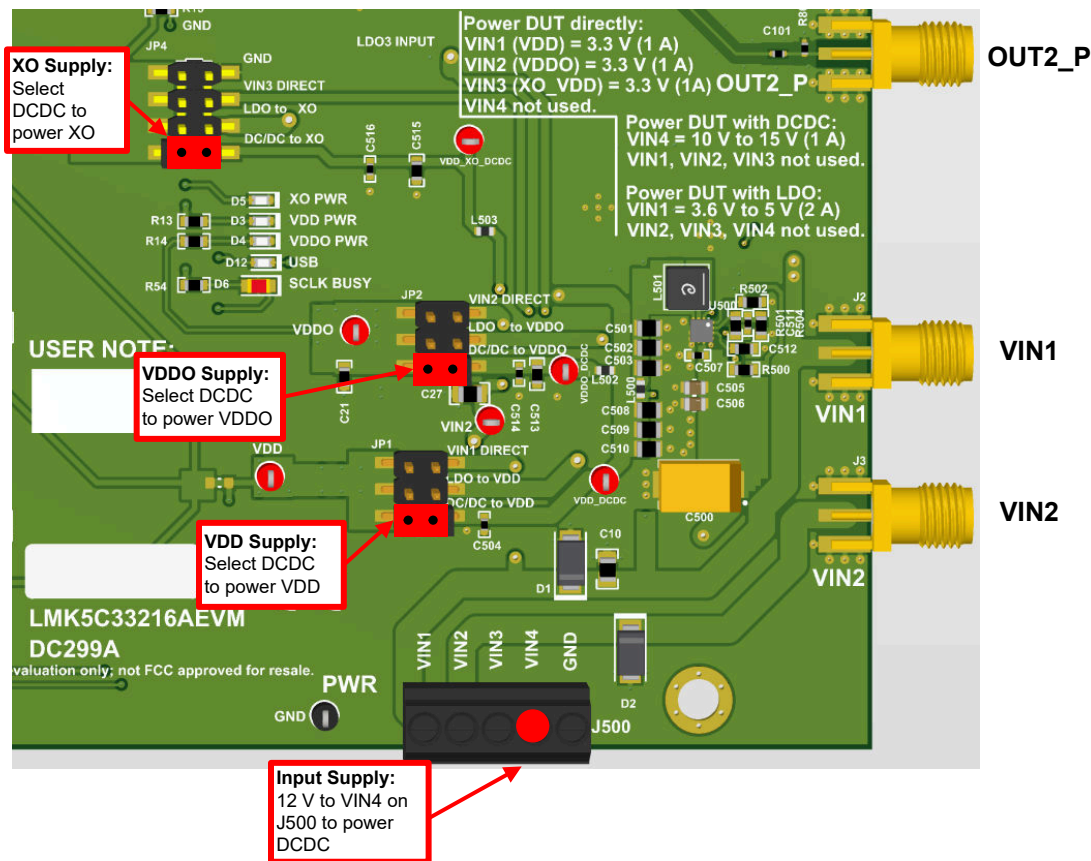 R13
GND
JP4
GND
VIN3 DIRECT
LDO to XO
DC/DC to XO
LDO3 INPUT
XO Supply:
Select
DCDC to
power XO
Power DUT directly:
VIN1 (VDD) = 3.3 V (1 A)
VIN2 (VDDO) = 3.3 V (1 A)
VIN3 (XO_VDD) = 3.3 V (1A)
VIN4 not used.
Power DUT with DCDC:
VIN4 = 10 V to 15 V (1 A)
VIN1, VIN2, VIN3 not used.
Power DUT with LDO:
VIN1 = 3.6 V to 5 V (2 A)
VIN2, VIN3, VIN4 not used.
C101
OUT2_P
OUT2_P
C516
C515
VDD_XO_DCDC
L503
D5
XO PWR
R13
D3
VDD PWR
R14
D4
VDDO PWR
D12
USB
R54
D6
SCLK BUSY
JP2
VIN2 DIRECT
LDO to VDDO
DC/DC to VDDO
VDDO
C21
C27
C514
C513
VDDO_DCDC
L502
VIN2
USER NOTE:
VDDO Supply:
Select DCDC
to power VDDO
L501
U500
R502
R501
C511
R504
C512
R500
C501
C502
C503
C507
L500
C505
C506
C508
C509
C510
C500
J2
VIN1
VIN1
J3
VIN2
VIN2
VDD
JP1
VIN1 DIRECT
LDO to VDD
DC/DC to VDD
VDD_DCDC
C504
VDD Supply:
Select DCDC
to power VDD
D1
C10
D2
LMK5C33216AEVM
DC299A
valuation only; not FCC approved for resale.
PWR
GND
VIN1
VIN2
VIN3
VIN4
GND
J500
Input Supply:
12 V to VIN4 on
J500 to power
DCDC